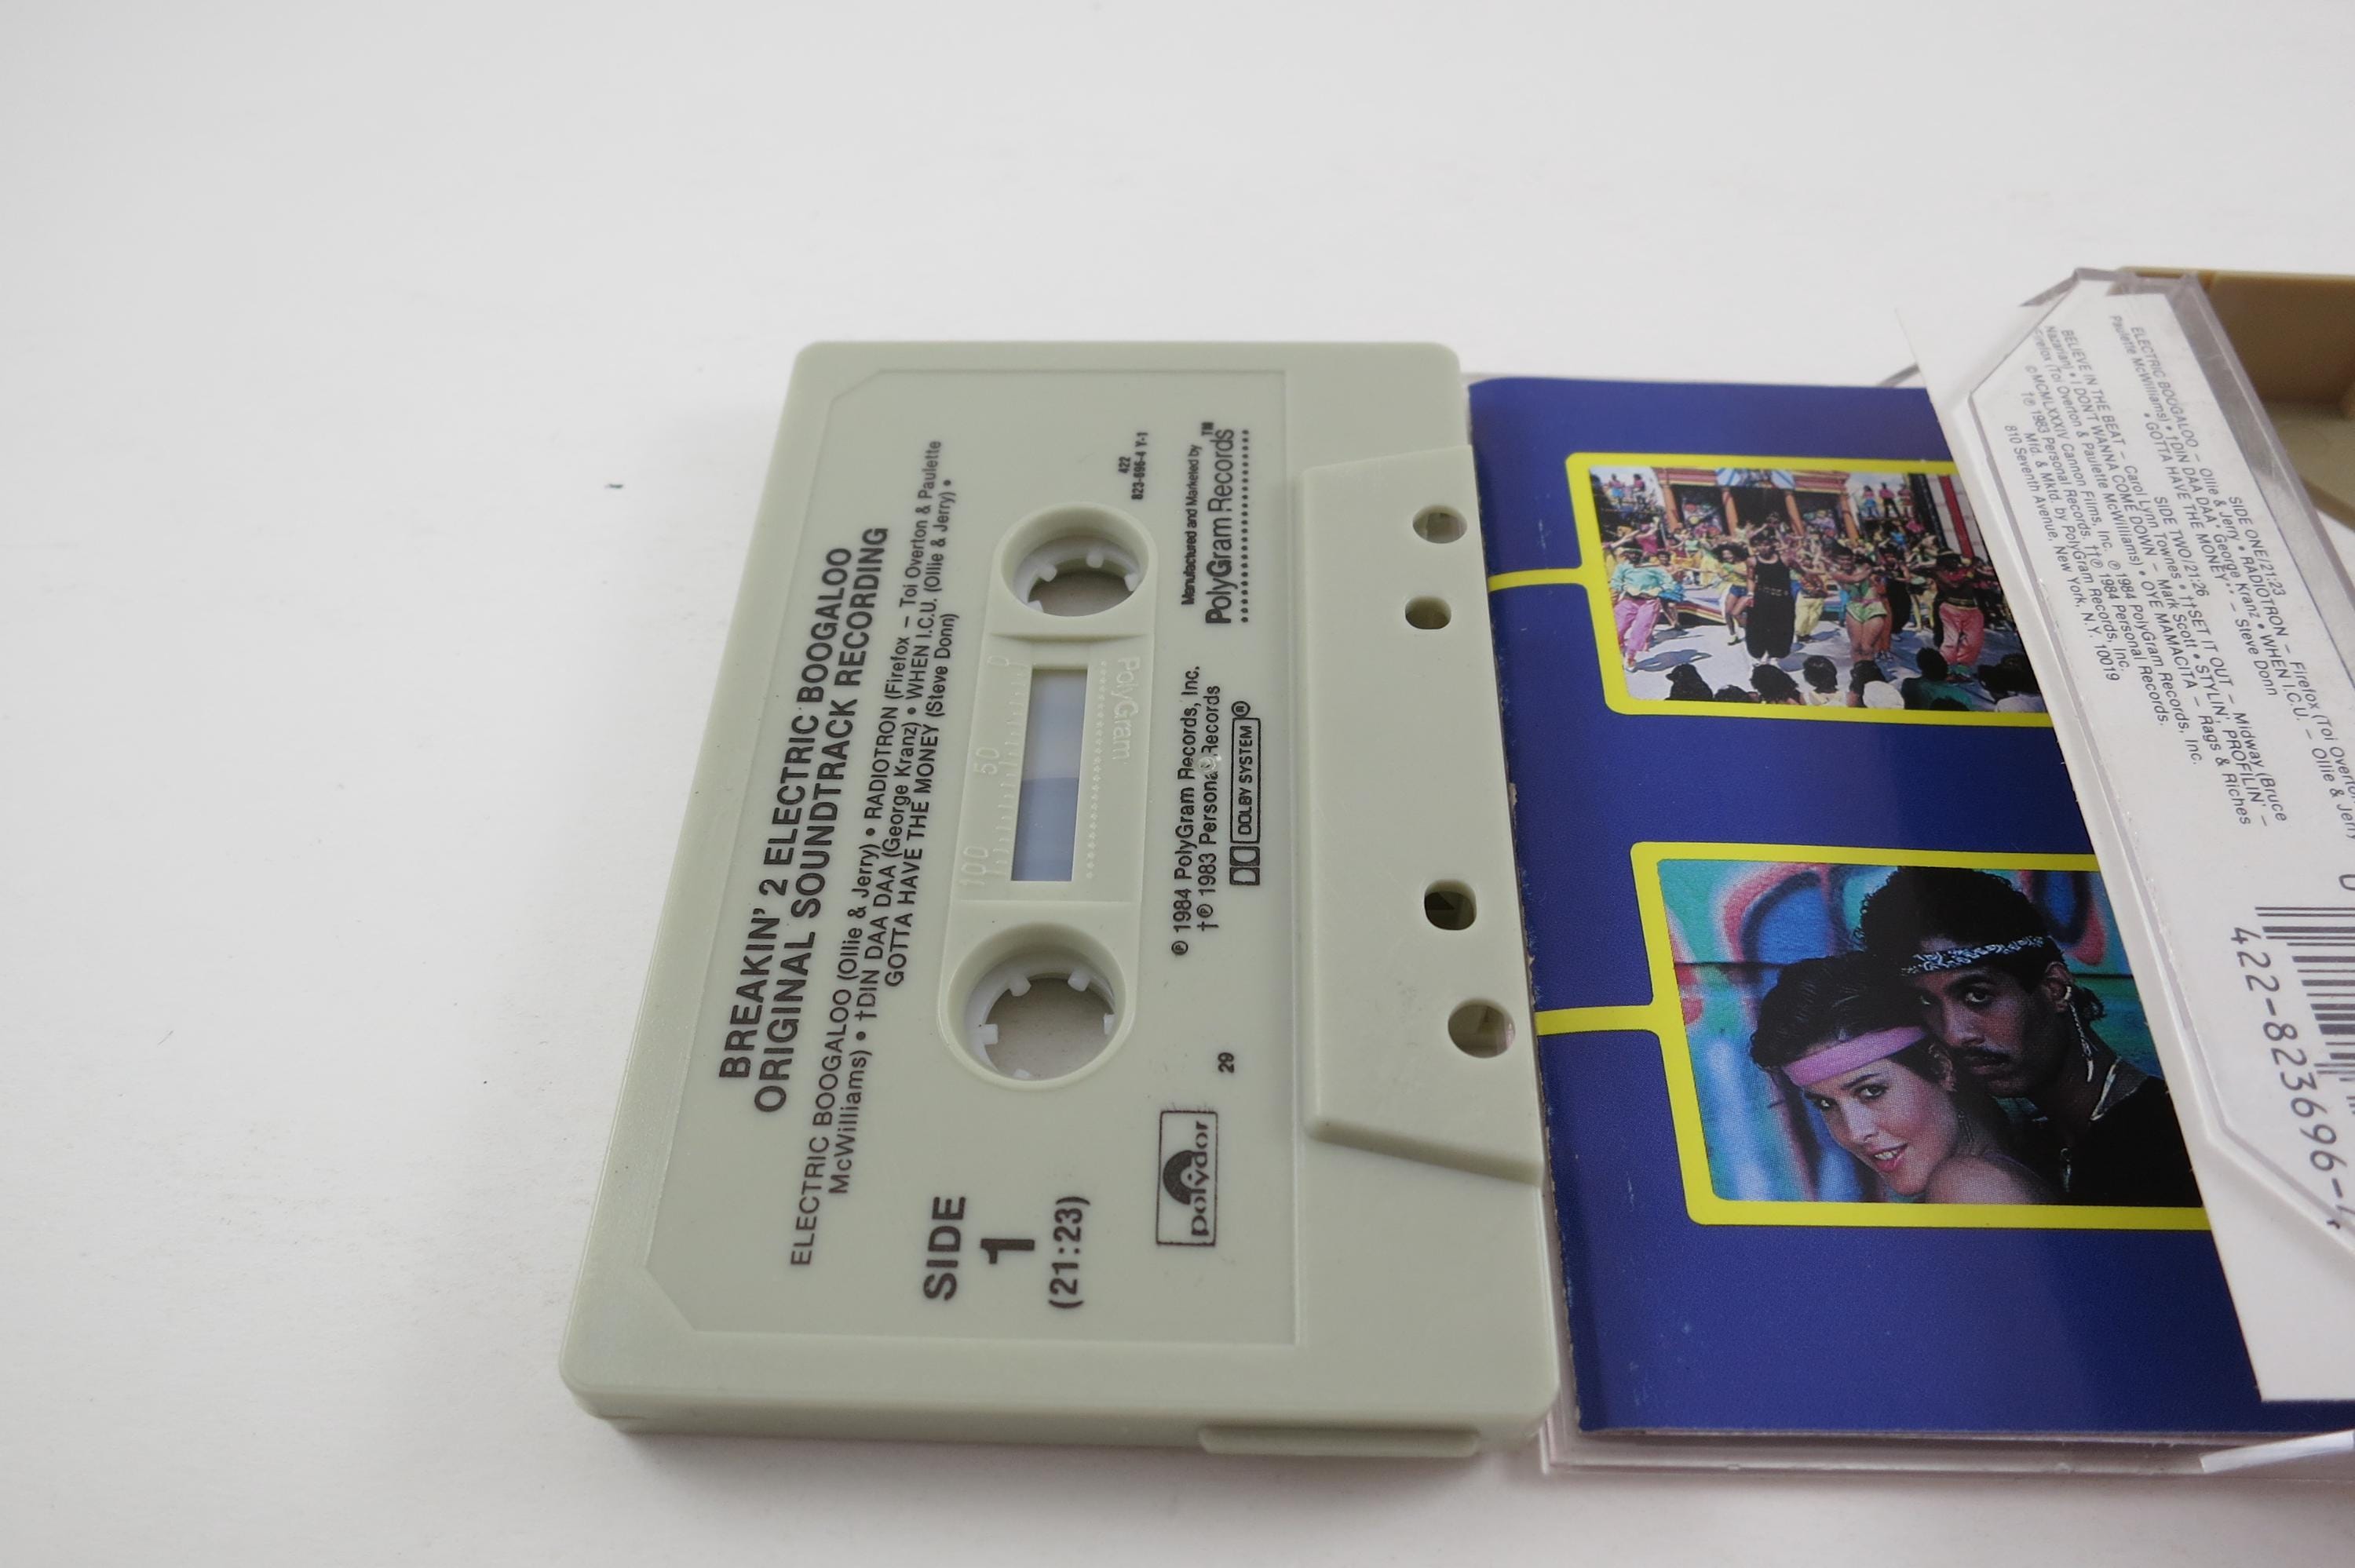 BREAKIN' 2 ELECTRIC BOOGALOO
ORIGINAL SOUNDTRACK RECORDING
ELECTRIC BOOGALOO (Ollie & Jerry) • RADIOTRON (Firefox – Toi Overton & Paulette
McWilliams) • †DIN DAA DAA (George Kranz) • WHEN I.C.U. (Ollie & Jerry) •
GOTTA HAVE THE MONEY (Steve Donn)
SIDE
1
(21:23)
100 50 0
PolyGram
422
823-696-4 Y-1
℗ 1984 PolyGram Records, Inc.
†℗ 1983 Personal Records
DOLBY SYSTEM®
Manufactured and Marketed by
PolyGram Records™
polydor
29
SIDE ONE/21:23
ELECTRIC BOOGALOO – Ollie & Jerry • RADIOTRON – Firefox (Toi Overton
Paulette McWilliams) • †DIN DAA DAA* George Kranz • WHEN I.C.U. – Ollie & Jerry
• GOTTA HAVE THE MONEY* – Steve Donn
SIDE TWO/21:26
BELIEVE IN THE BEAT – Carol Lynn Townes • ††SET IT OUT – Midway (Bruce
Nazarian) • I DON'T WANNA COME DOWN – Mark Scott • STYLIN', PROFILIN' –
Firefox (Toi Overton & Paulette McWilliams) • OYE MAMACITA – Rags & Riches
©MCMLXXXIV Cannon Films, Inc. ℗ 1984 PolyGram Records, Inc.
†℗ 1983 Personal Records. ††℗ 1984 Personal Records, Inc.
Mfd. & Mktd. by PolyGram Records.
810 Seventh Avenue, New York, N.Y. 10019
422-823696-4